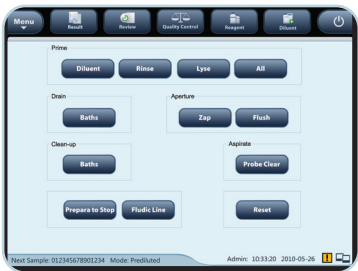 Menu
Result
Review
Quality Control
Reagent
Diluent
Prime
Diluent
Rinse
Lyse
All
Drain
Aperture
Baths
Zap
Flush
Clean-up
Aspirate
Baths
Probe Clear
Prepara to Stop
Fludic Line
Reset
Next Sample: 012345678901234 Mode: Prediluted
Admin: 10:33:20 2010-05-26